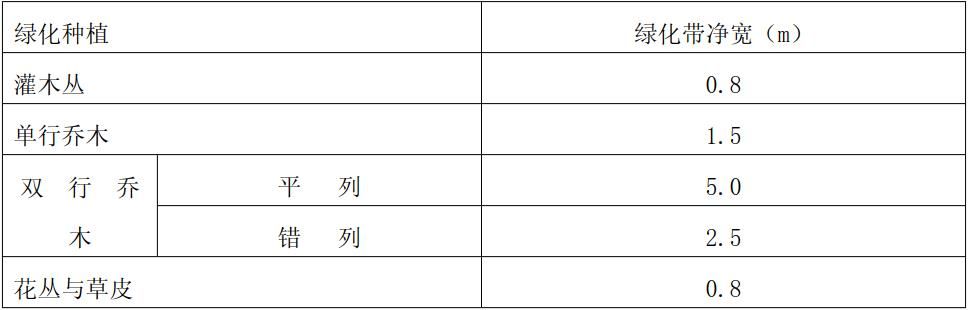 绿化种植 绿化带净宽（m）
灌木丛 0.8
单行乔木 1.5
双行乔木 平列 5.0
错列 2.5
花丛与草皮 0.8